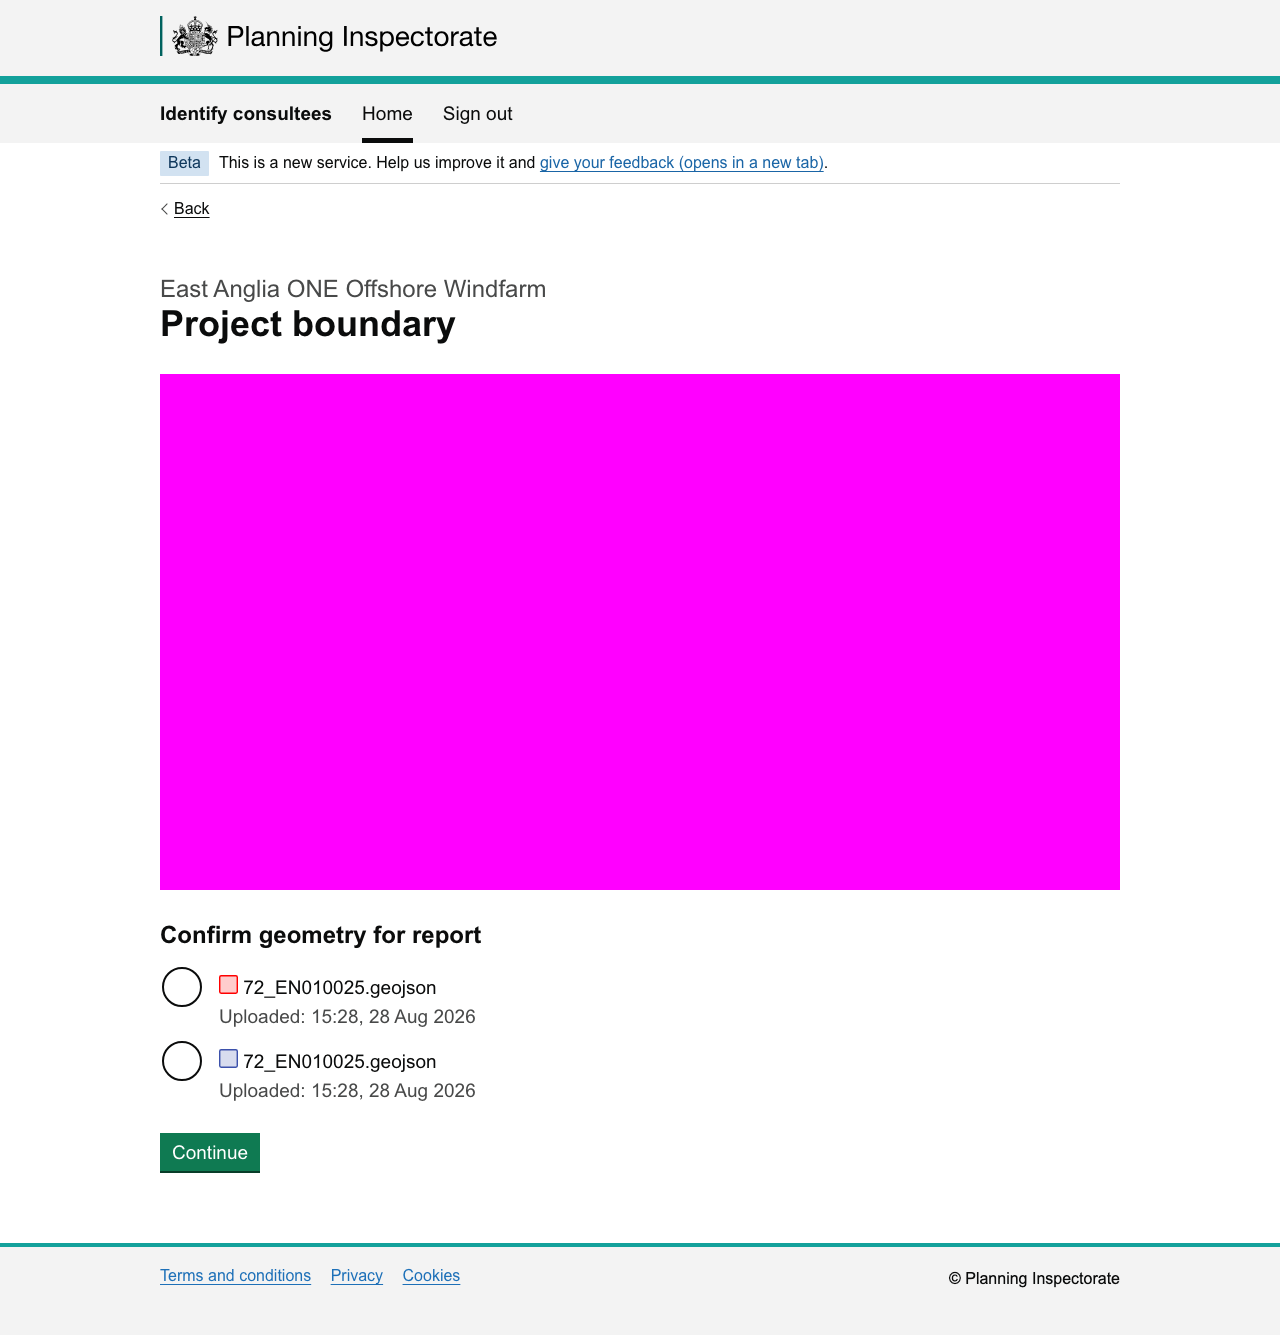 Planning Inspectorate
Identify consultees Home Sign out
Beta This is a new service. Help us improve it and give your feedback (opens in a new tab).
Back
East Anglia ONE Offshore Windfarm
Project boundary
Confirm geometry for report
72_EN010025.geojson
Uploaded: 15:28, 28 Aug 2026
72_EN010025.geojson
Uploaded: 15:28, 28 Aug 2026
Continue
Terms and conditions Privacy Cookies © Planning Inspectorate